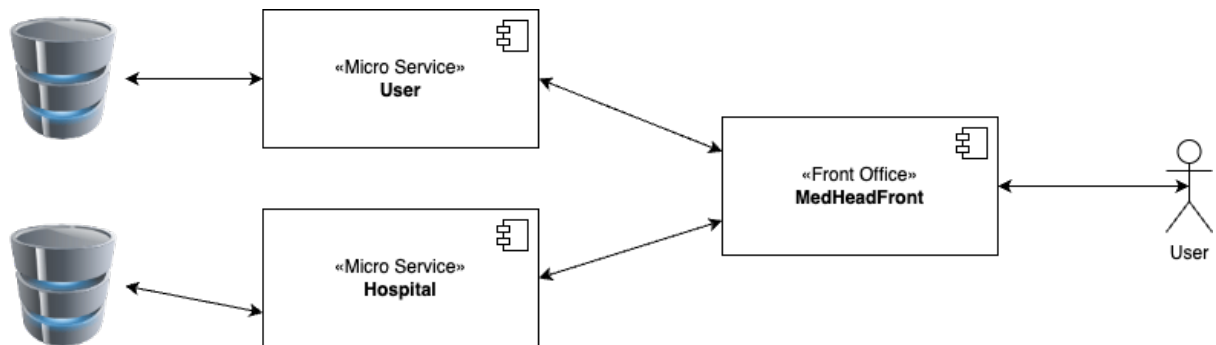 «Micro Service»
User
«Front Office»
MedHeadFront
User
«Micro Service»
Hospital